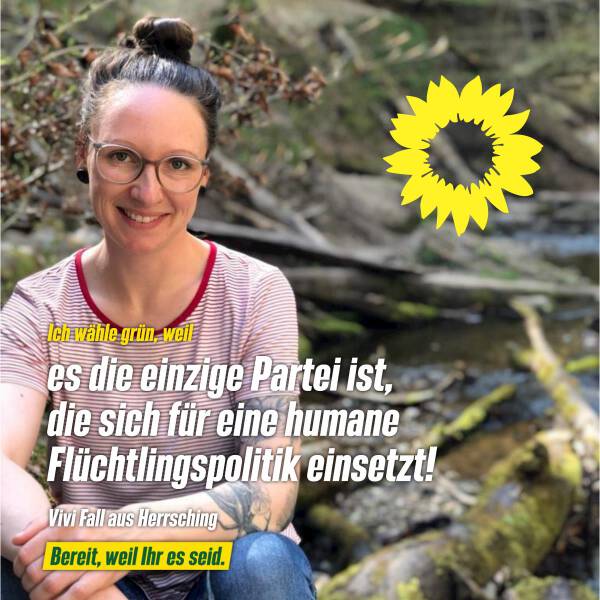 Ich wähle grün, weil
es die einzige Partei ist,
die sich für eine humane
Flüchtlingspolitik einsetzt!
Vivi Fall aus Herrsching
Bereit, weil Ihr es seid.